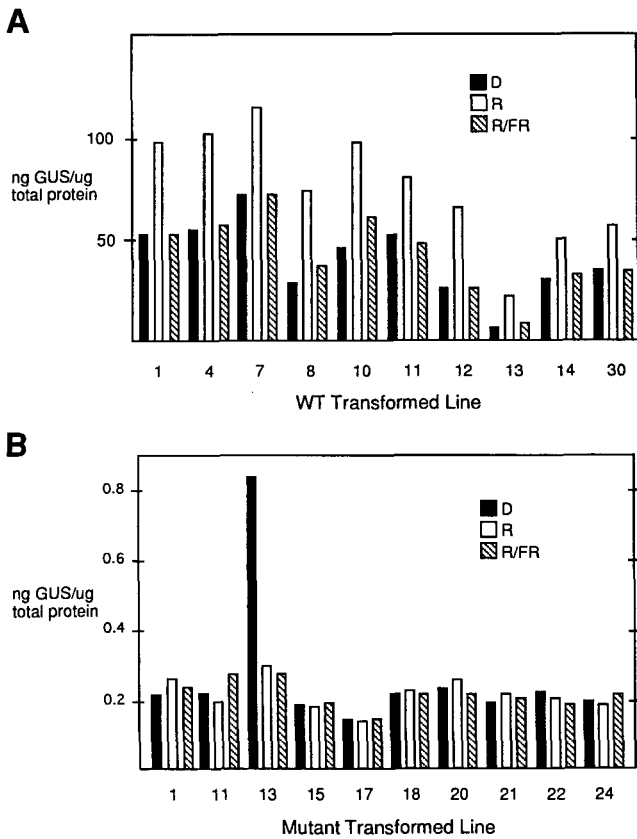 A
D
R
R/FR
100
ng GUS/ug
total protein
50
1 4 7 8 10 11 12 13 14 30
WT Transformed Line
B
0.8
D
R
R/FR
0.6
ng GUS/ug
total protein
0.4
0.2
1 11 13 15 17 18 20 21 22 24
Mutant Transformed Line